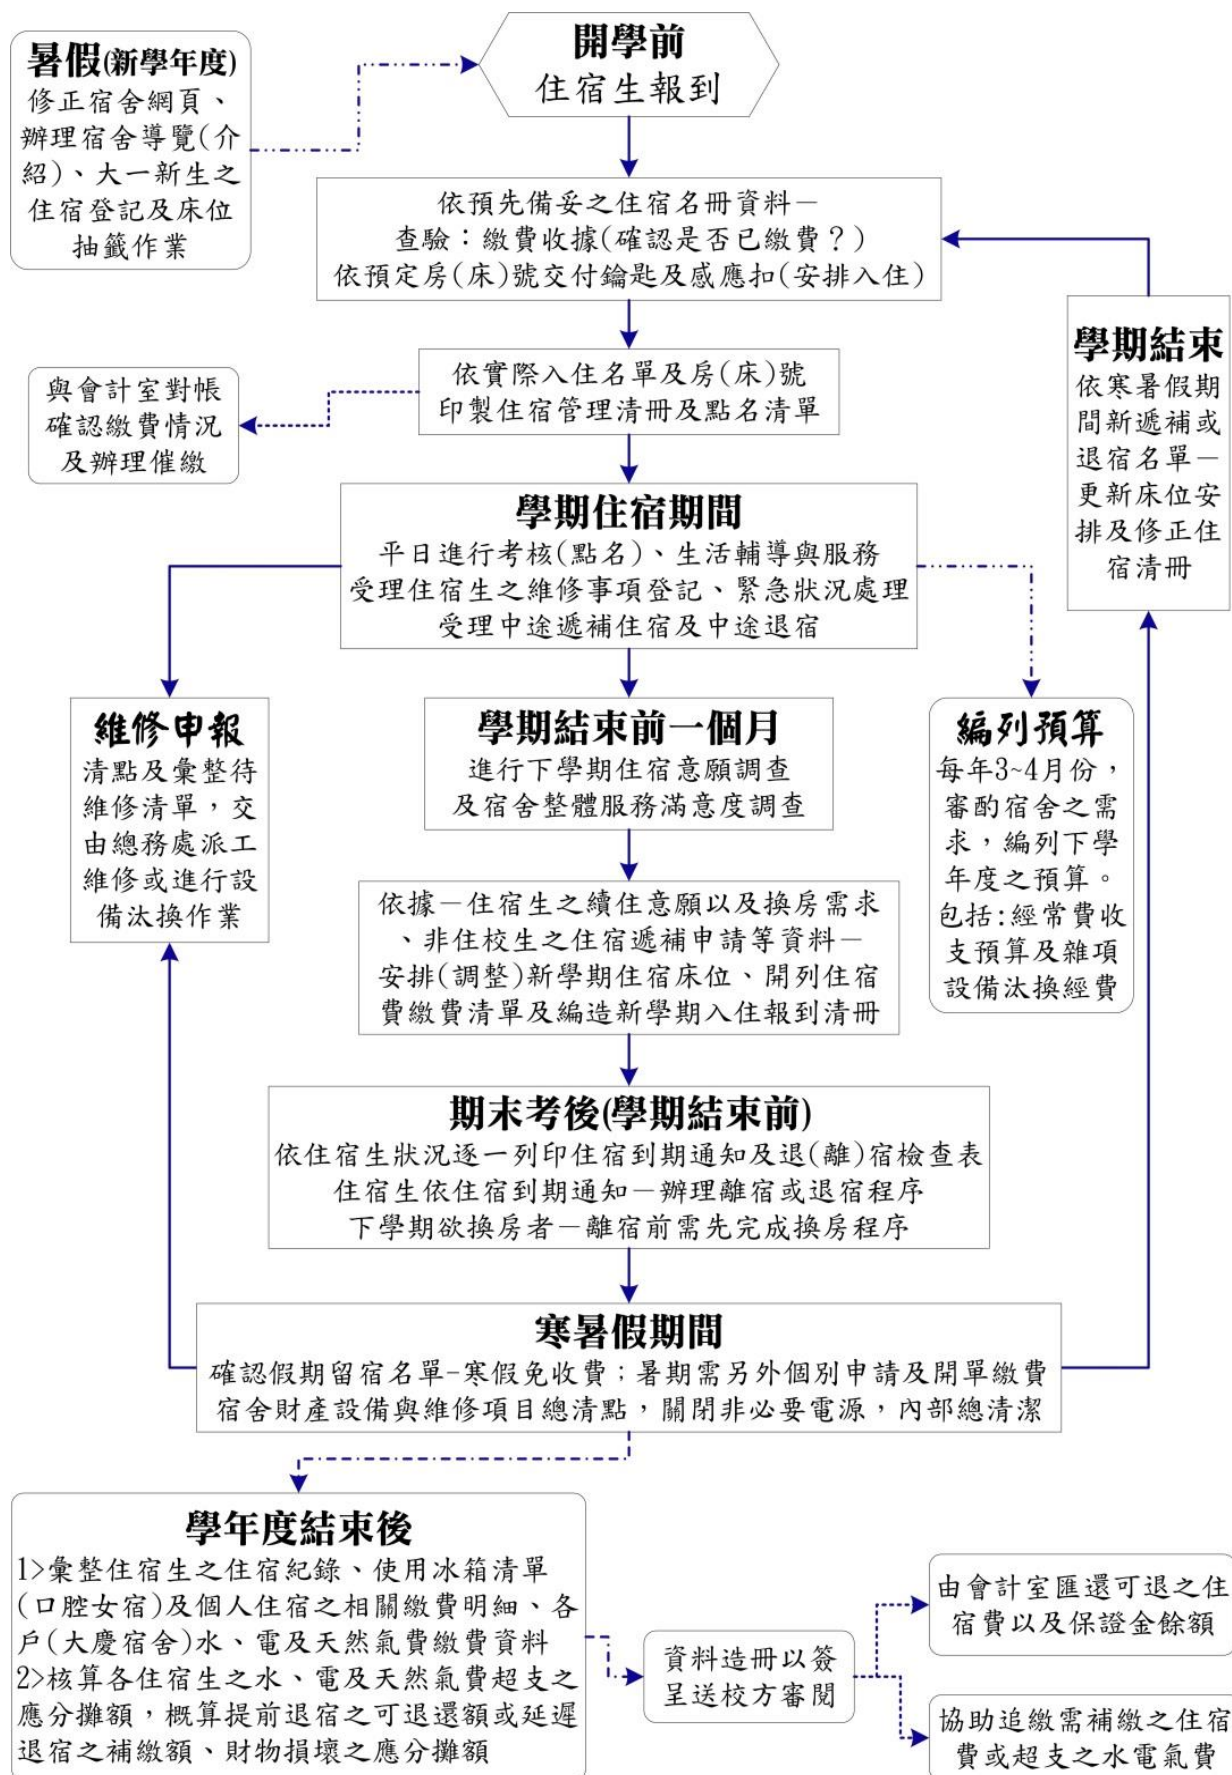 開學前
住宿生報到
暑假(新學年度)
修正宿舍網頁、
辦理宿舍導覽(介
紹)、大一新生之
住宿登記及床位
抽籤作業
依預先備妥之住宿名冊資料－
查驗：繳費收據(確認是否已繳費？)
依預定房(床)號交付鑰匙及感應扣(安排入住)
依實際入住名單及房(床)號
印製住宿管理清冊及點名清單
與會計室對帳
確認繳費情況
及辦理催繳
學期結束
依寒暑假期
間新遞補或
退宿名單－
更新床位安
排及修正住
宿清冊
學期住宿期間
平日進行考核(點名)、生活輔導與服務
受理住宿生之維修事項登記、緊急狀況處理
受理中途遞補住宿及中途退宿
維修申報
清點及彙整待
維修清單，交
由總務處派工
維修或進行設
備汰換作業
學期結束前一個月
進行下學期住宿意願調查
及宿舍整體服務滿意度調查
編列預算
每年3~4月份，
審酌宿舍之需
求，編列下學
年度之預算。
包括:經常費收
支預算及雜項
設備汰換經費
依據－住宿生之續住意願以及換房需求
、非住校生之住宿遞補申請等資料－
安排(調整)新學期住宿床位、開列住宿
費繳費清單及編造新學期入住報到清冊
期末考後(學期結束前)
依住宿生狀況逐一列印住宿到期通知及退(離)宿檢查表
住宿生依住宿到期通知－辦理離宿或退宿程序
下學期欲換房者－離宿前需先完成換房程序
寒暑假期間
確認假期留宿名單-寒假免收費；暑期需另外個別申請及開單繳費
宿舍財產設備與維修項目總清點，關閉非必要電源，內部總清潔
學年度結束後
1>彙整住宿生之住宿紀錄、使用冰箱清單
(口腔女宿)及個人住宿之相關繳費明細、各
戶(大慶宿舍)水、電及天然氣費繳費資料
2>核算各住宿生之水、電及天然氣費超支之
應分攤額，概算提前退宿之可退還額或延遲
退宿之補繳額、財物損壞之應分攤額
資料造冊以簽
呈送校方審閱
由會計室匯還可退之住
宿費以及保證金餘額
協助追繳需補繳之住宿
費或超支之水電氣費